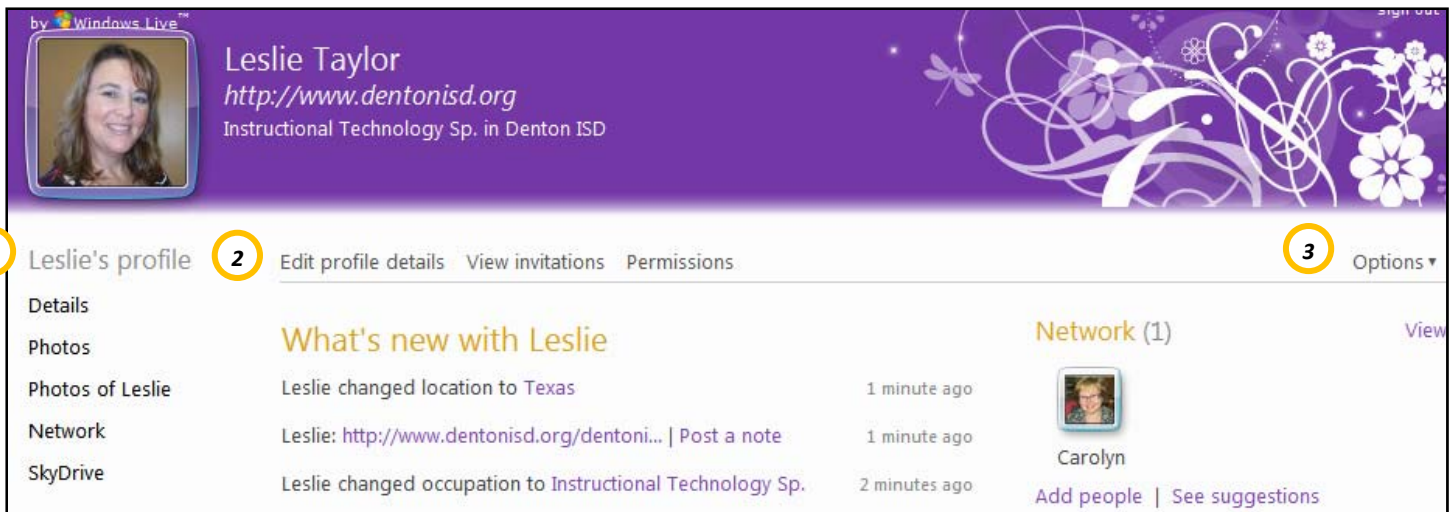 by Windows Live™
sign out
Leslie Taylor
http://www.dentonisd.org
Instructional Technology Sp. in Denton ISD
Leslie's profile
2
Edit profile details View invitations Permissions
3
Options ▾
Details
Photos
Photos of Leslie
Network
SkyDrive
What's new with Leslie
Leslie changed location to Texas 1 minute ago
Leslie: http://www.dentonisd.org/dentoni... | Post a note 1 minute ago
Leslie changed occupation to Instructional Technology Sp. 2 minutes ago
Network (1) View
Carolyn
Add people | See suggestions